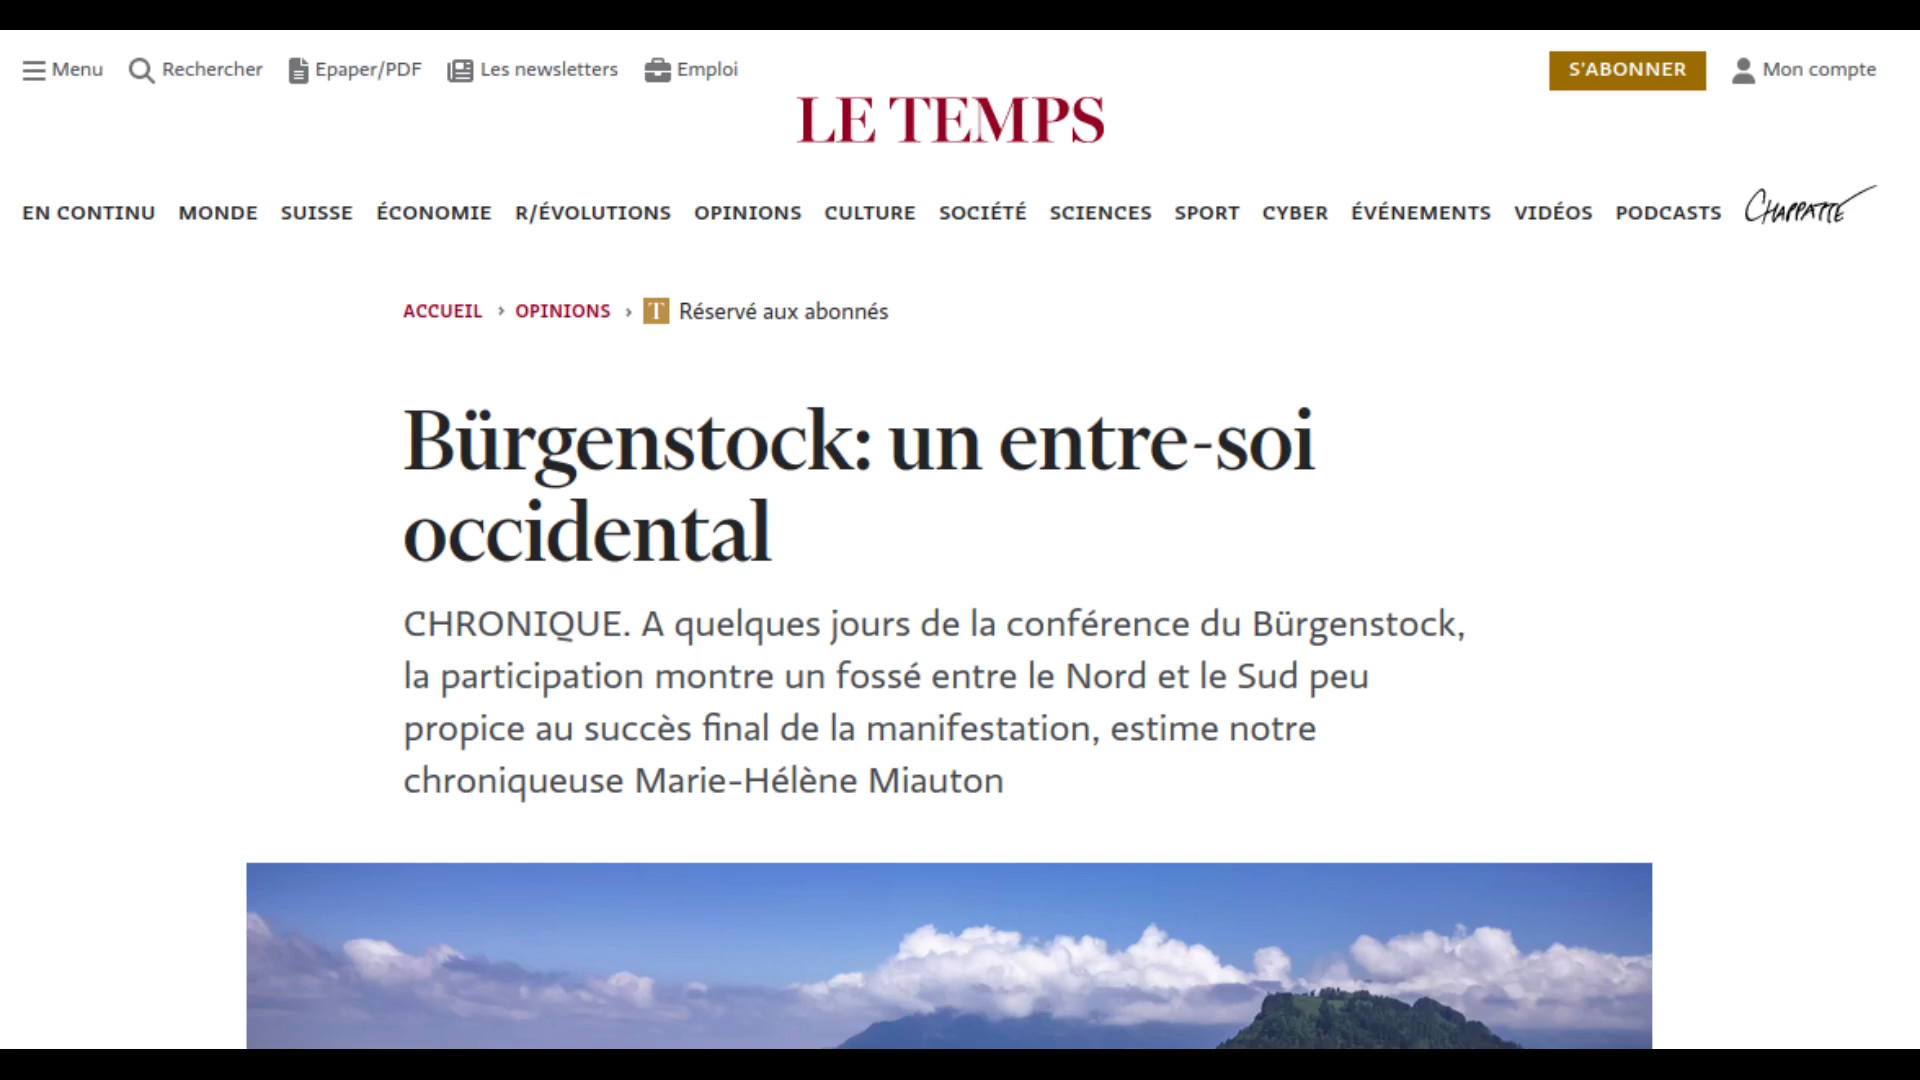 Menu Rechercher Epaper/PDF Les newsletters Emploi S'ABONNER Mon compte
LE TEMPS
EN CONTINU MONDE SUISSE ÉCONOMIE R/ÉVOLUTIONS OPINIONS CULTURE SOCIÉTÉ SCIENCES SPORT CYBER ÉVÉNEMENTS VIDÉOS PODCASTS CHAPPATTE
ACCUEIL › OPINIONS › T Réservé aux abonnés
Bürgenstock: un entre-soi
occidental
CHRONIQUE. A quelques jours de la conférence du Bürgenstock,
la participation montre un fossé entre le Nord et le Sud peu
propice au succès final de la manifestation, estime notre
chroniqueuse Marie-Hélène Miauton